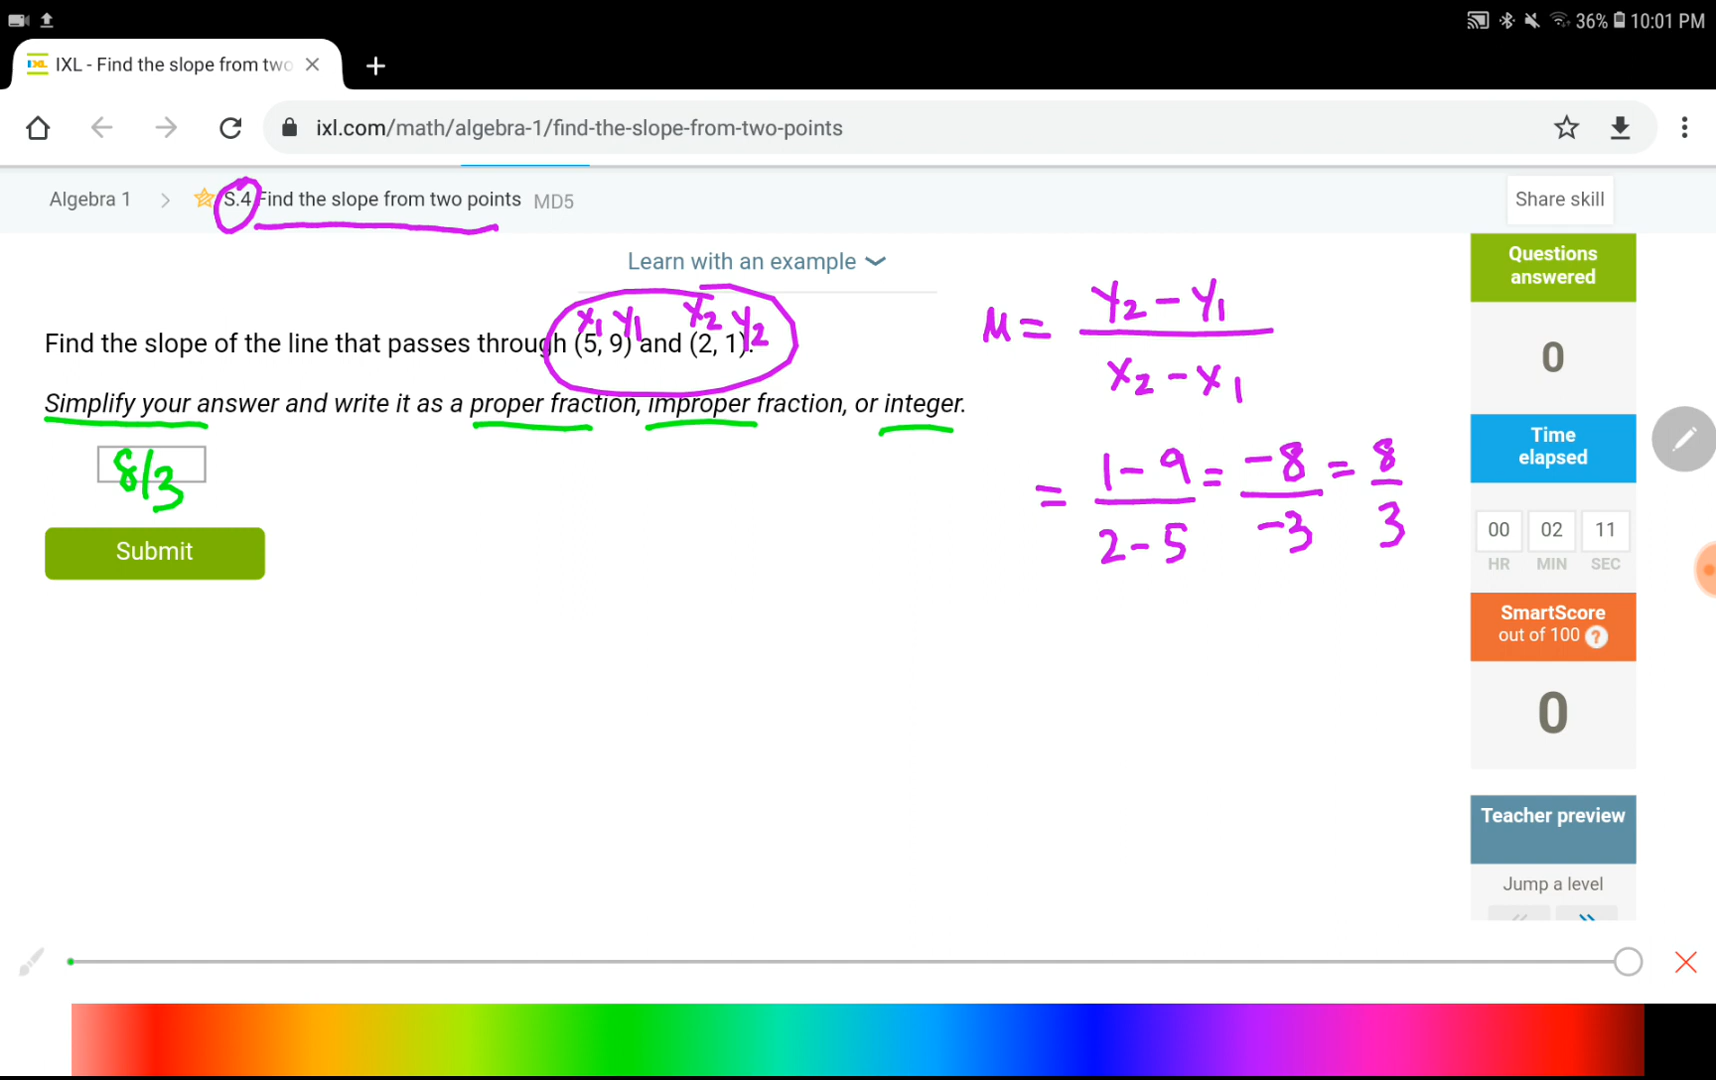 36% 10:01 PM
IXL - Find the slope from two
ixl.com/math/algebra-1/find-the-slope-from-two-points
Algebra 1 > S.4 Find the slope from two points MD5
Share skill
Learn with an example
x1 y1 x2 y2
Find the slope of the line that passes through (5, 9) and (2, 1).
Simplify your answer and write it as a proper fraction, improper fraction, or integer.
8/3
Submit
M = y2 - y1
x2 - x1
= 1 - 9 = -8 = 8
2 - 5 -3 3
Questions
answered
0
Time
elapsed
00 02 11
HR MIN SEC
SmartScore
out of 100 ?
0
Teacher preview
Jump a level